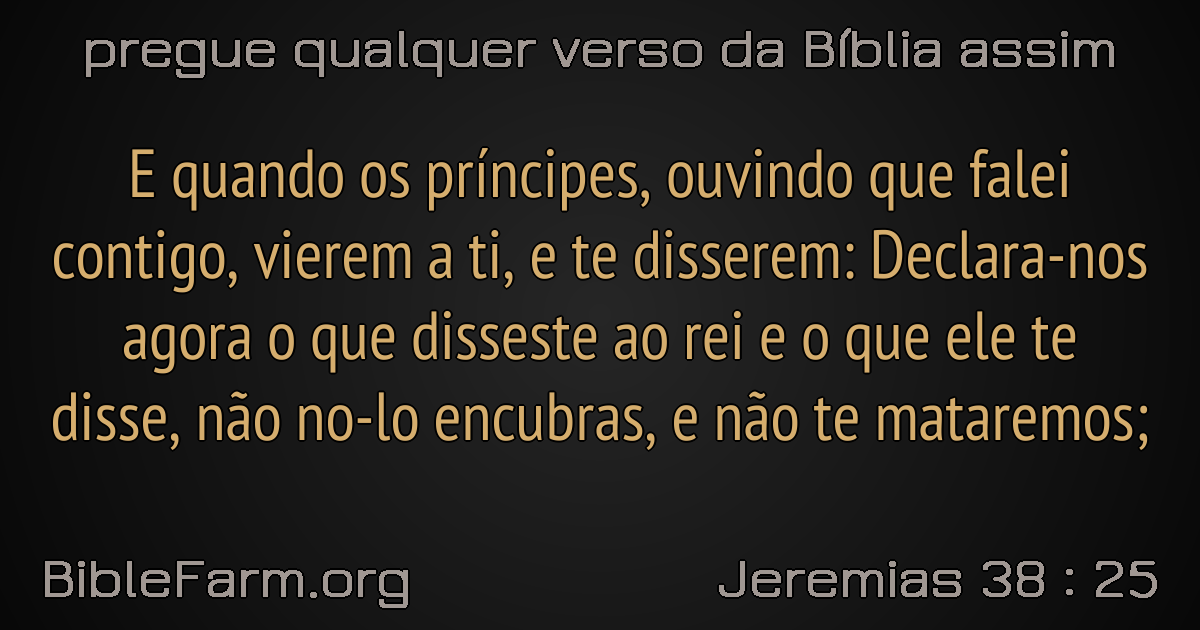 pregue qualquer verso da Bíblia assim
E quando os príncipes, ouvindo que falei
contigo, vierem a ti, e te disserem: Declara-nos
agora o que disseste ao rei e o que ele te
disse, não no-lo encubras, e não te mataremos;
BibleFarm.org
Jeremias 38 : 25